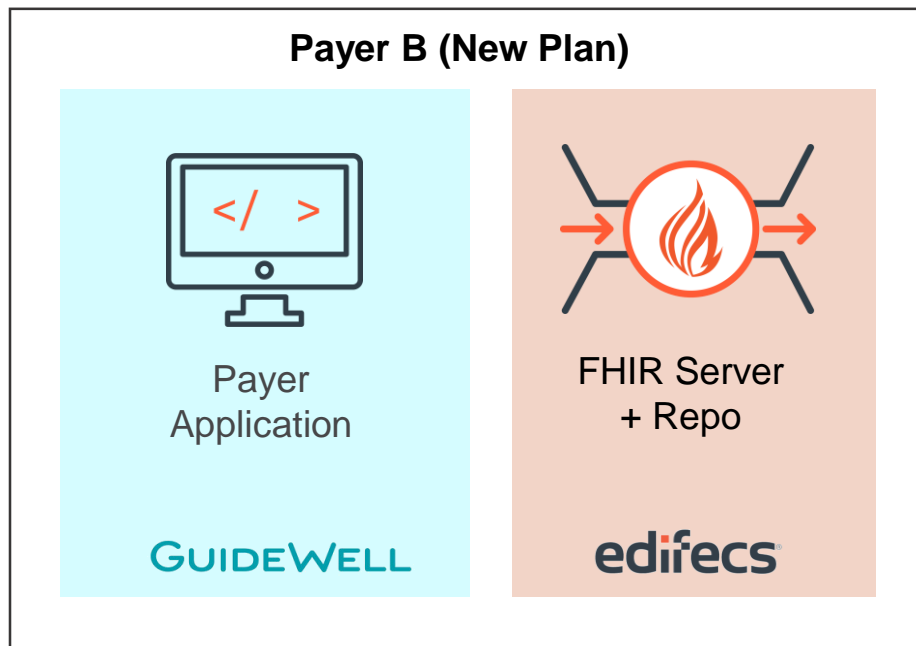 Payer B (New Plan)
</ >
Payer
Application
GUIDEWELL
FHIR Server
+ Repo
edifecs®